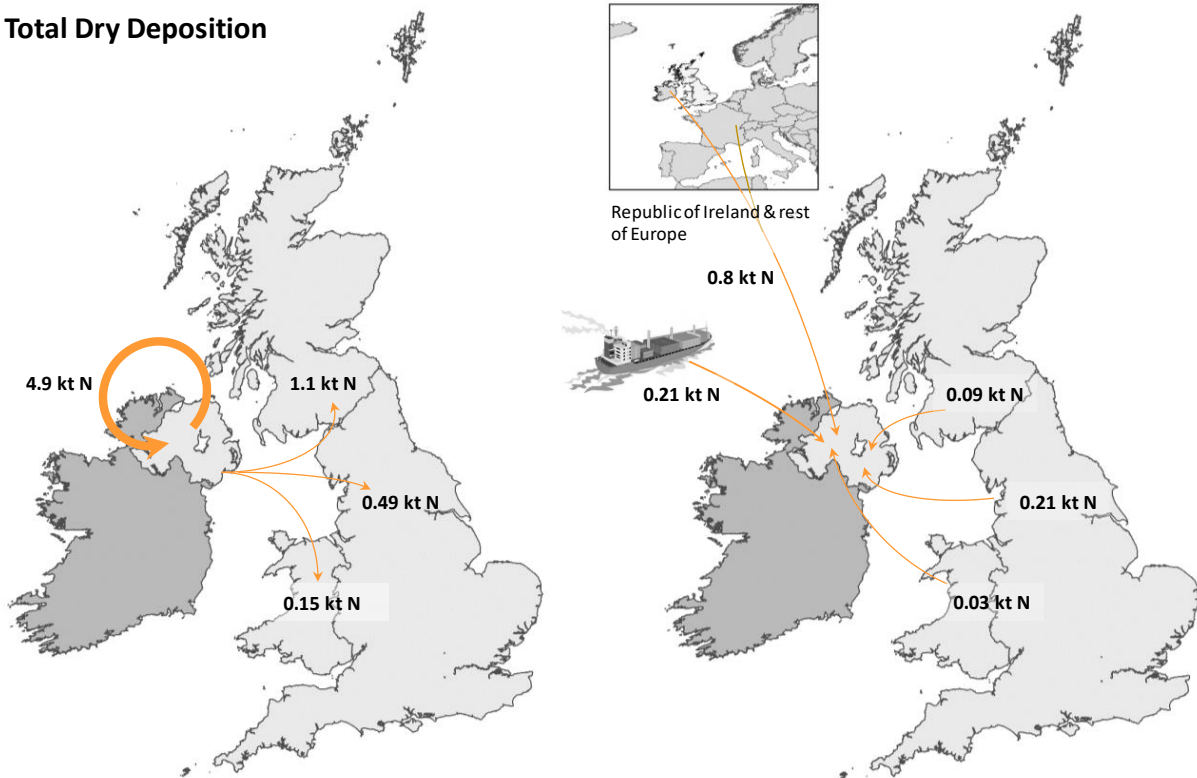 Total Dry Deposition
4.9 kt N
1.1 kt N
0.49 kt N
0.15 kt N
Republic of Ireland & rest
of Europe
0.8 kt N
0.21 kt N
0.09 kt N
0.21 kt N
0.03 kt N